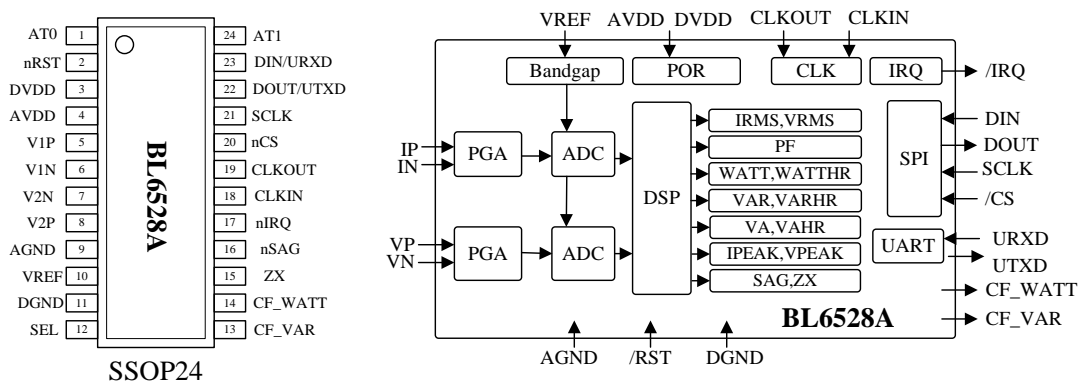 AT0 1
nRST 2
DVDD 3
AVDD 4
V1P 5
V1N 6
V2N 7
V2P 8
AGND 9
VREF 10
DGND 11
SEL 12
BL6528A
24 AT1
23 DIN/URXD
22 DOUT/UTXD
21 SCLK
20 nCS
19 CLKOUT
18 CLKIN
17 nIRQ
16 nSAG
15 ZX
14 CF_WATT
13 CF_VAR
SSOP24
VREF AVDD DVDD CLKOUT CLKIN
Bandgap POR CLK IRQ /IRQ
IP
IN
PGA ADC
VP
VN
PGA ADC
DSP
IRMS,VRMS
PF
WATT,WATTHR
VAR,VARHR
VA,VAHR
IPEAK,VPEAK
SAG,ZX
SPI
DIN
DOUT
SCLK
/CS
UART
URXD
UTXD
CF_WATT
CF_VAR
BL6528A
AGND /RST DGND